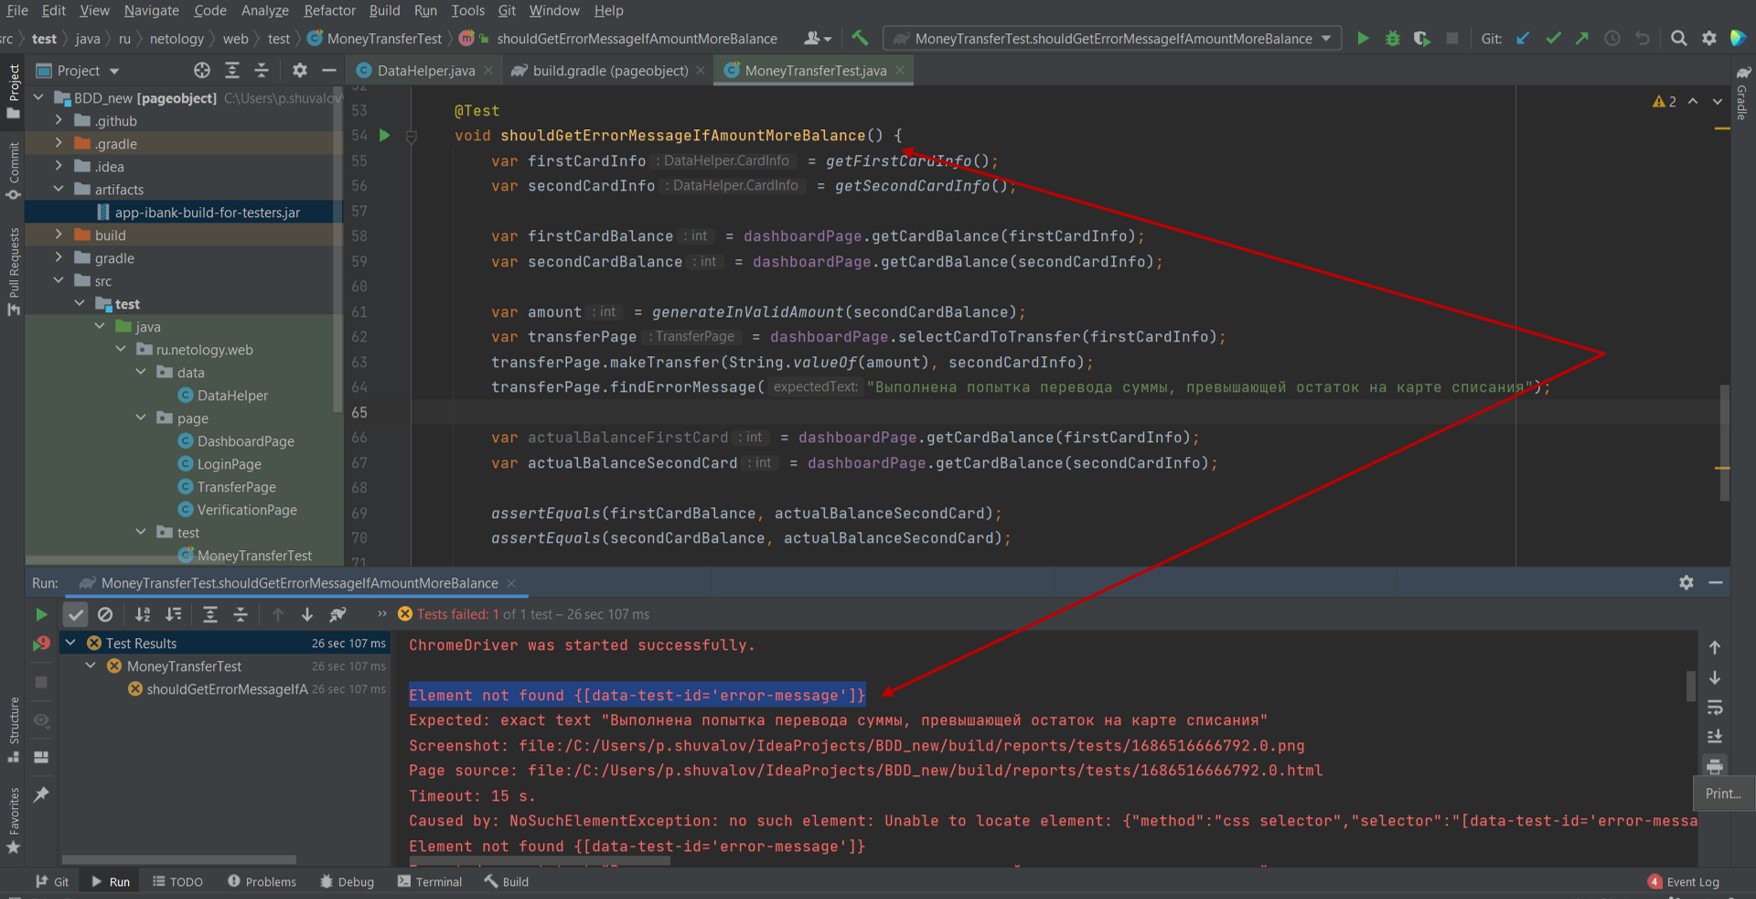 File Edit View Navigate Code Analyze Refactor Build Run Tools Git Window Help
rc test java ru netology web test MoneyTransferTest shouldGetErrorMessageIfAmountMoreBalance MoneyTransferTest.shouldGetErrorMessageIfAmountMoreBalance Git:
Project DataHelper.java build.gradle (pageobject) MoneyTransferTest.java
Project
Commit
Pull Requests
Structure
Favorites
Gradle
BDD_new [pageobject] C:\Users\p.shuvalov
.github
.gradle
.idea
artifacts
app-ibank-build-for-testers.jar
build
gradle
src
test
java
ru.netology.web
data
DataHelper
page
DashboardPage
LoginPage
TransferPage
VerificationPage
test
MoneyTransferTest
2
52
53 @Test
54 void shouldGetErrorMessageIfAmountMoreBalance() {
55 var firstCardInfo : DataHelper.CardInfo = getFirstCardInfo();
56 var secondCardInfo : DataHelper.CardInfo = getSecondCardInfo();
57
58 var firstCardBalance : int = dashboardPage.getCardBalance(firstCardInfo);
59 var secondCardBalance : int = dashboardPage.getCardBalance(secondCardInfo);
60
61 var amount : int = generateInValidAmount(secondCardBalance);
62 var transferPage : TransferPage = dashboardPage.selectCardToTransfer(firstCardInfo);
63 transferPage.makeTransfer(String.valueOf(amount), secondCardInfo);
64 transferPage.findErrorMessage( expectedText: "Выполнена попытка перевода суммы, превышающей остаток на карте списания");
65
66 var actualBalanceFirstCard : int = dashboardPage.getCardBalance(firstCardInfo);
67 var actualBalanceSecondCard : int = dashboardPage.getCardBalance(secondCardInfo);
68
69 assertEquals(firstCardBalance, actualBalanceSecondCard);
70 assertEquals(secondCardBalance, actualBalanceSecondCard);
71
Run: MoneyTransferTest.shouldGetErrorMessageIfAmountMoreBalance
Tests failed: 1 of 1 test – 26 sec 107 ms
Test Results 26 sec 107 ms
MoneyTransferTest 26 sec 107 ms
shouldGetErrorMessageIfA 26 sec 107 ms
ChromeDriver was started successfully.
Element not found {[data-test-id='error-message']}
Expected: exact text "Выполнена попытка перевода суммы, превышающей остаток на карте списания"
Screenshot: file:/C:/Users/p.shuvalov/IdeaProjects/BDD_new/build/reports/tests/1686516666792.0.png
Page source: file:/C:/Users/p.shuvalov/IdeaProjects/BDD_new/build/reports/tests/1686516666792.0.html
Timeout: 15 s.
Caused by: NoSuchElementException: no such element: Unable to locate element: {"method":"css selector","selector":"[data-test-id='error-messa
Element not found {[data-test-id='error-message']}
Print...
Git Run TODO Problems Debug Terminal Build 4 Event Log